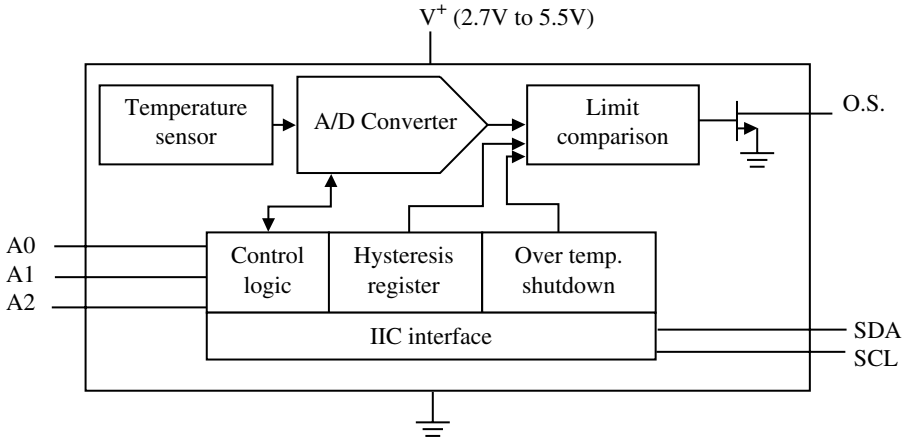 V⁺ (2.7V to 5.5V)
Temperature
sensor
A/D Converter
Limit
comparison
O.S.
A0
A1
A2
Control
logic
Hysteresis
register
Over temp.
shutdown
IIC interface
SDA
SCL